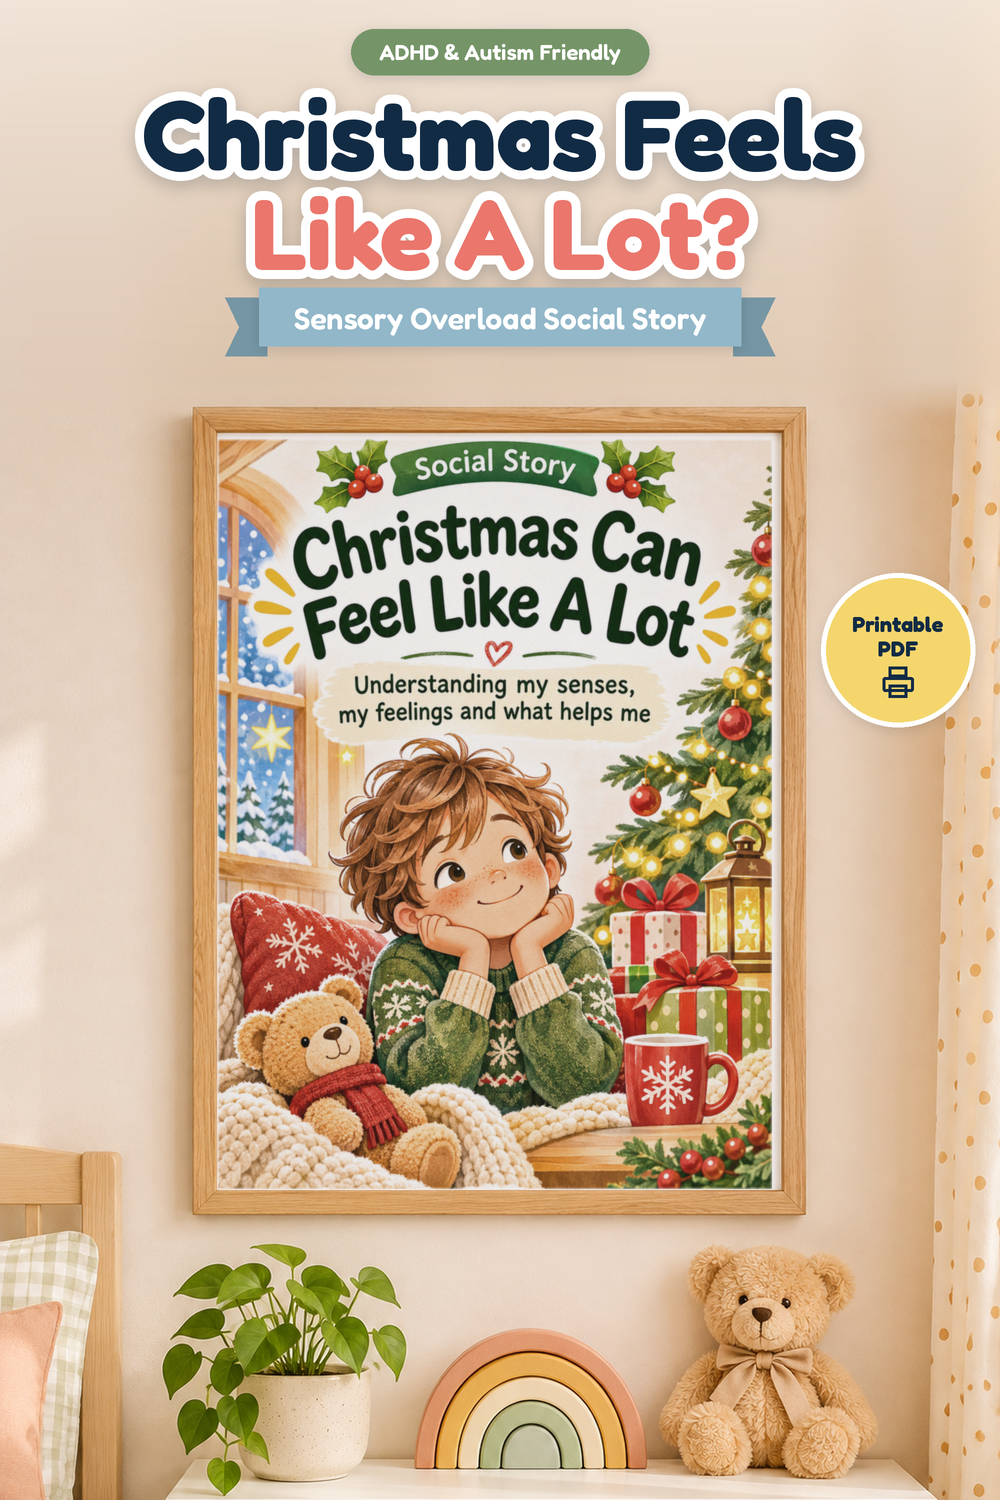 ADHD & Autism Friendly
Christmas Feels
Like A Lot?
Sensory Overload Social Story
Social Story
Christmas Can
Feel Like A Lot
Understanding my senses,
my feelings and what helps me
Printable
PDF